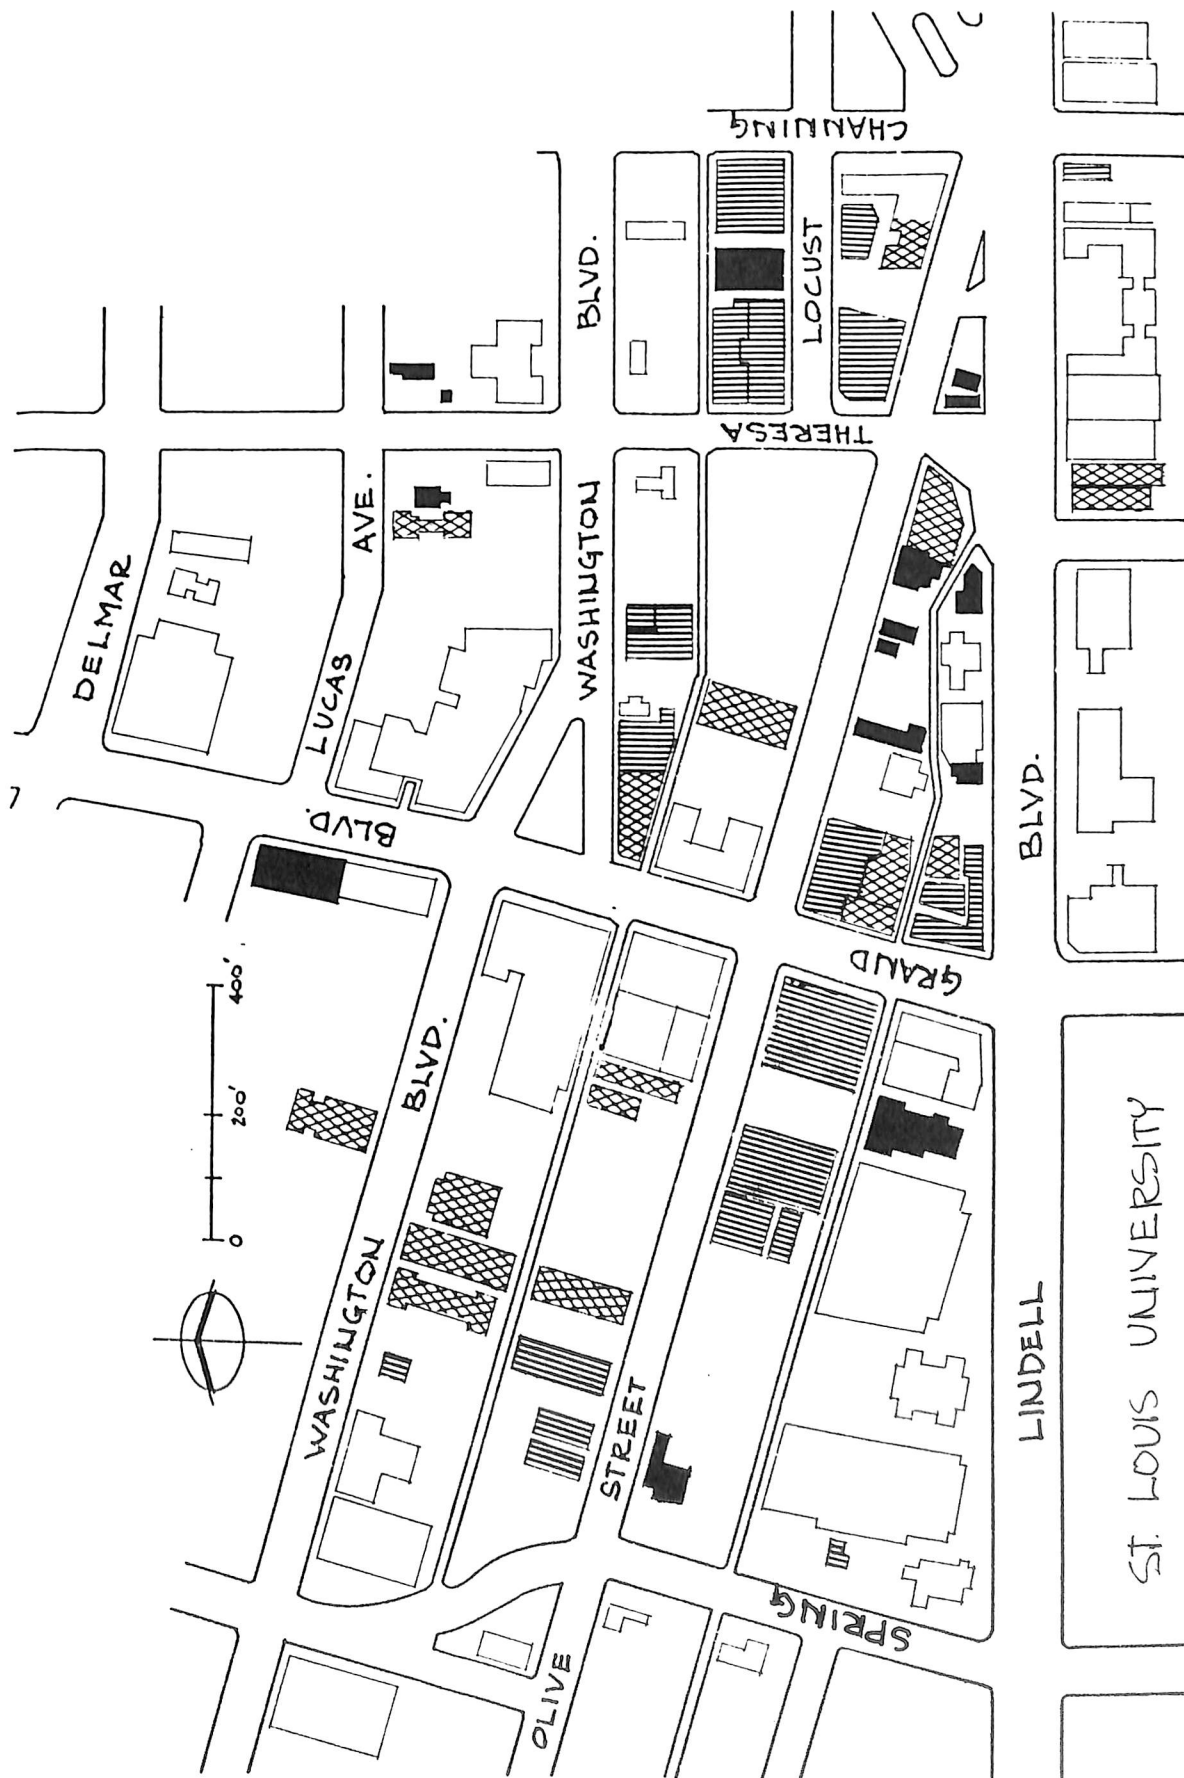 CHANNING
BLVD.
LOCUST
THERESA
DELMAR
AVE.
LUCAS
WASHINGTON
BLVD.
BLVD.
GRAND
400'
200'
0
BLVD.
WASHINGTON
STREET
OLIVE
SPRING
LINDELL
ST. LOUIS UNIVERSITY
7